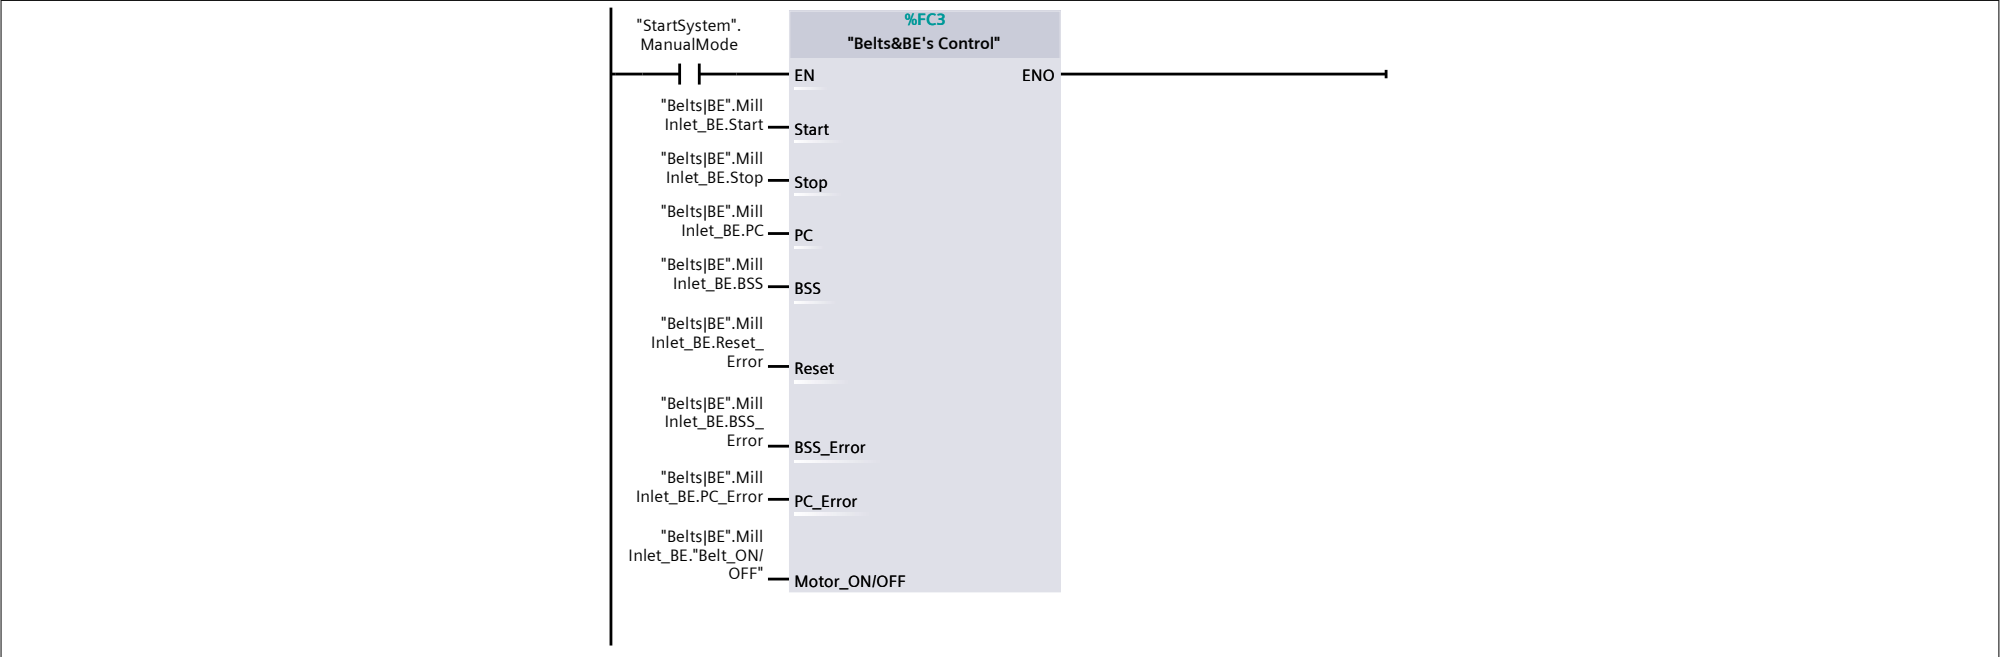 "StartSystem".
ManualMode
%FC3
"Belts&BE's Control"
EN
ENO
"Belts|BE".Mill
Inlet_BE.Start
Start
"Belts|BE".Mill
Inlet_BE.Stop
Stop
"Belts|BE".Mill
Inlet_BE.PC
PC
"Belts|BE".Mill
Inlet_BE.BSS
BSS
"Belts|BE".Mill
Inlet_BE.Reset_
Error
Reset
"Belts|BE".Mill
Inlet_BE.BSS_
Error
BSS_Error
"Belts|BE".Mill
Inlet_BE.PC_Error
PC_Error
"Belts|BE".Mill
Inlet_BE."Belt_ON/
OFF"
Motor_ON/OFF